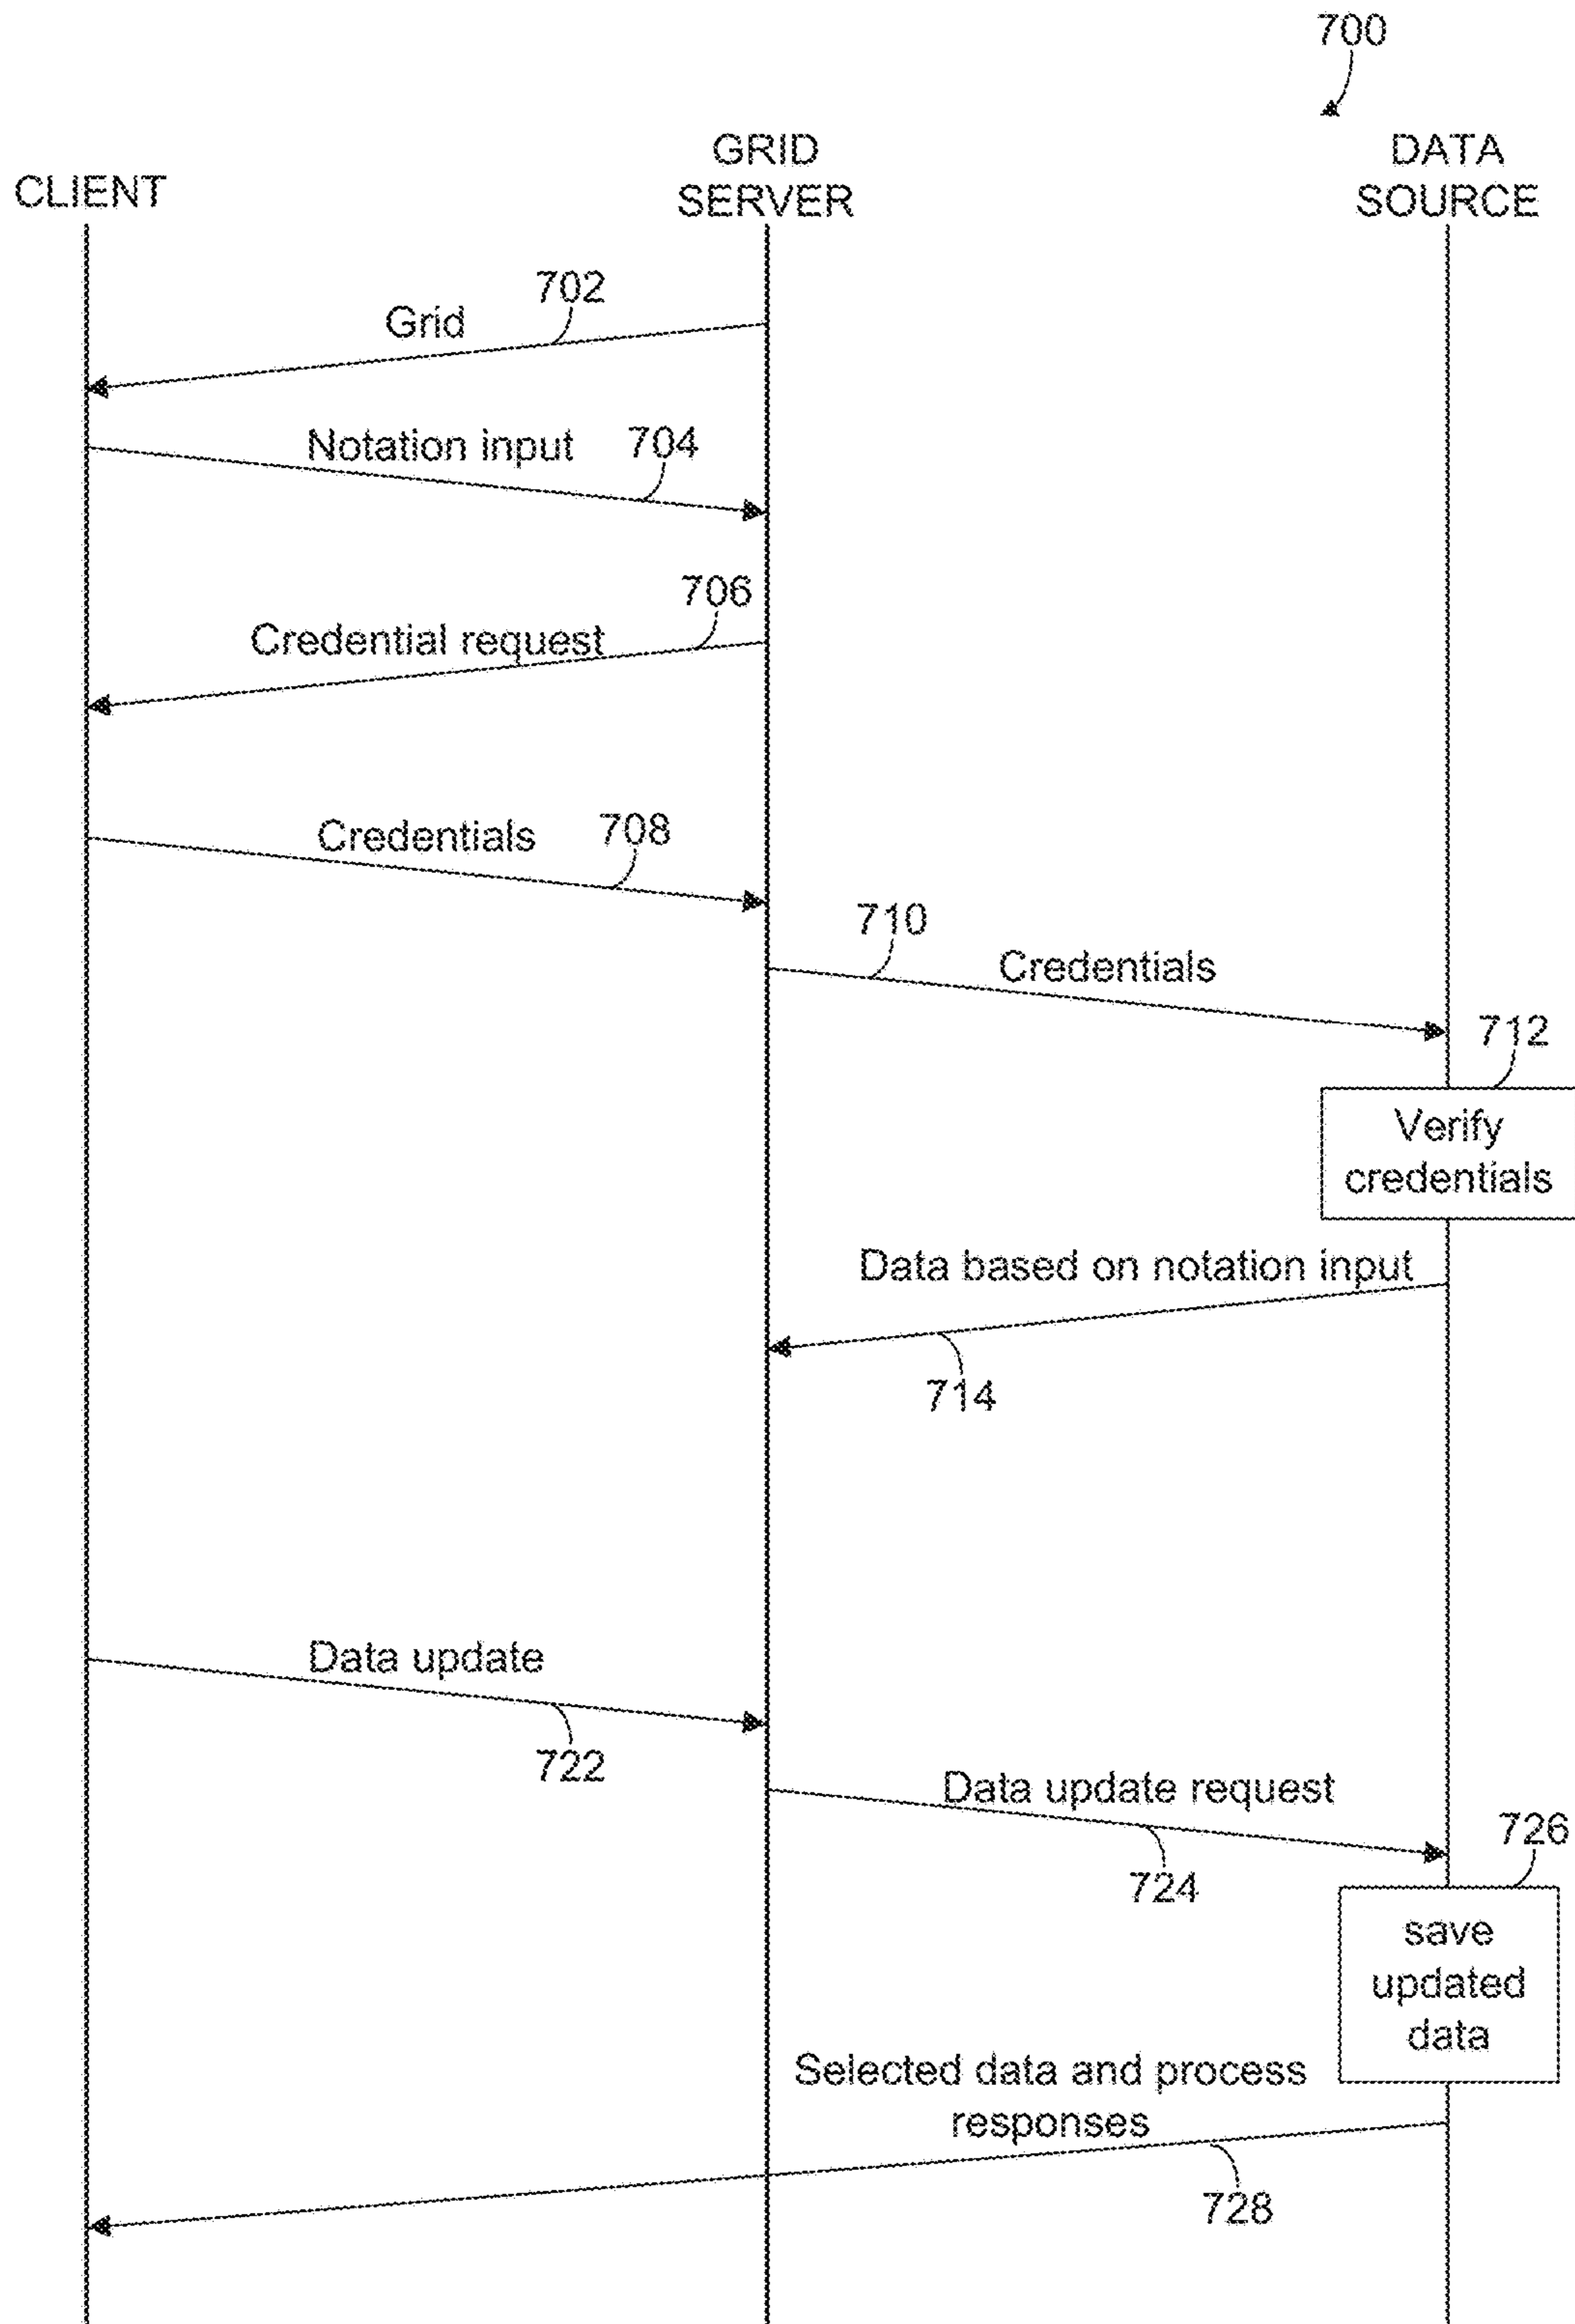 700
CLIENT
GRID
SERVER
DATA
SOURCE
702
Grid
Notation input
704
706
Credential request
Credentials
708
710
Credentials
712
Verify
credentials
Data based on notation input
714
Data update
722
Data update request
724
726
save
updated
data
Selected data and process
responses
728